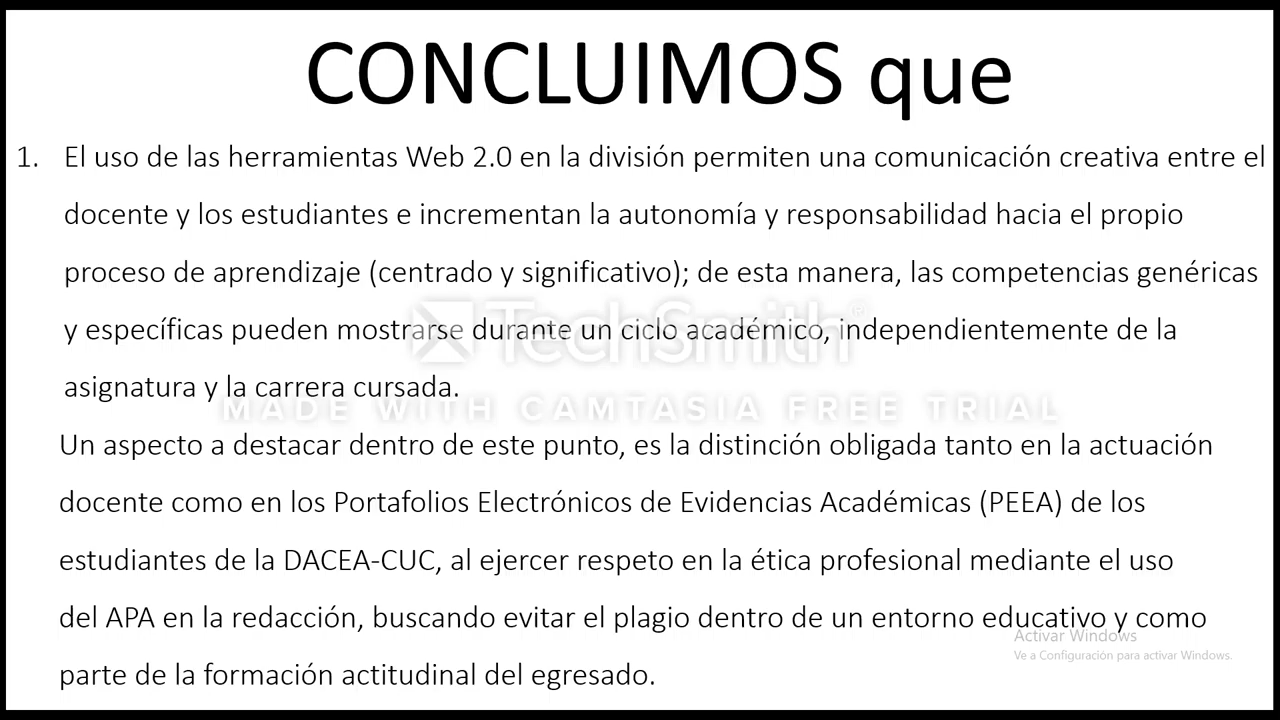 CONCLUIMOS que
1. El uso de las herramientas Web 2.0 en la división permiten una comunicación creativa entre el
docente y los estudiantes e incrementan la autonomía y responsabilidad hacia el propio
proceso de aprendizaje (centrado y significativo); de esta manera, las competencias genéricas
y específicas pueden mostrarse durante un ciclo académico, independientemente de la
asignatura y la carrera cursada.
Un aspecto a destacar dentro de este punto, es la distinción obligada tanto en la actuación
docente como en los Portafolios Electrónicos de Evidencias Académicas (PEEA) de los
estudiantes de la DACEA-CUC, al ejercer respeto en la ética profesional mediante el uso
del APA en la redacción, buscando evitar el plagio dentro de un entorno educativo y como
parte de la formación actitudinal del egresado.
TechSmith®
MADE WITH CAMTASIA FREE TRIAL
Activar Windows
Ve a Configuración para activar Windows.